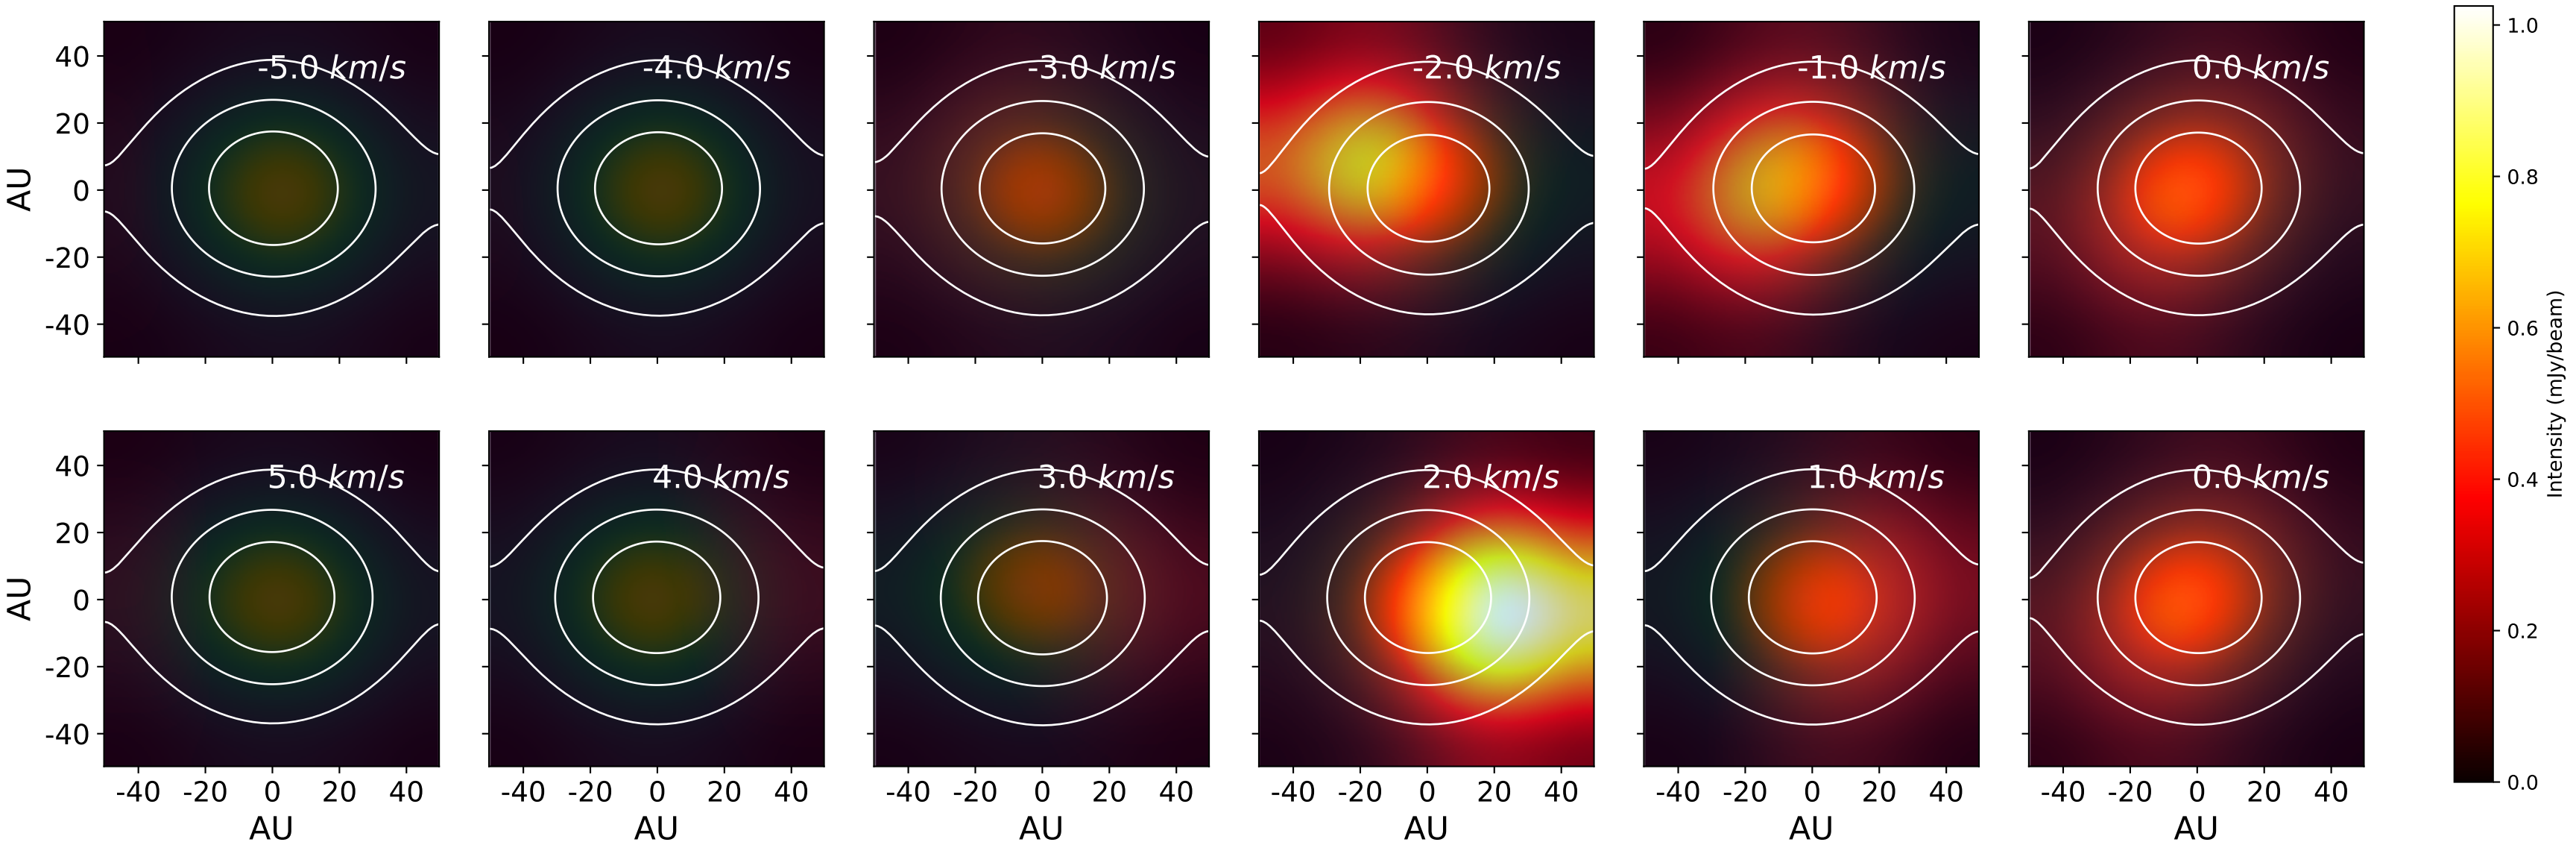 -5.0 km/s
-4.0 km/s
-3.0 km/s
-2.0 km/s
-1.0 km/s
0.0 km/s
40
20
0
-20
-40
AU
5.0 km/s
4.0 km/s
3.0 km/s
2.0 km/s
1.0 km/s
0.0 km/s
40
20
0
-20
-40
AU
-40 -20 0 20 40
-40 -20 0 20 40
-40 -20 0 20 40
-40 -20 0 20 40
-40 -20 0 20 40
-40 -20 0 20 40
AU
AU
AU
AU
AU
AU
1.0
0.8
0.6
0.4
0.2
0.0
Intensity (mJy/beam)